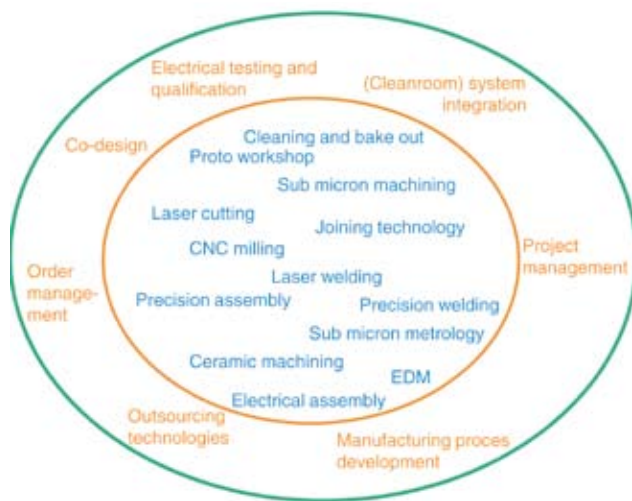 Electrical testing and
qualification
(Cleanroom) system
integration
Co-design
Cleaning and bake out
Proto workshop
Sub micron machining
Laser cutting
Joining technology
CNC milling
Project
management
Order
manage-
ment
Laser welding
Precision assembly
Precision welding
Sub micron metrology
Ceramic machining
EDM
Electrical assembly
Outsourcing
technologies
Manufacturing proces
development